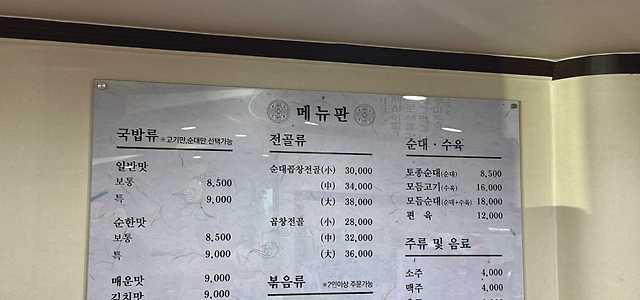 메뉴판
국밥류 ※고기만,순대만 선택가능
일반맛
보통 8,500
특 9,000
순한맛
보통 8,500
특 9,000
매운맛 9,000
김치맛 9,000
전골류
순대곱창전골(小) 30,000
(中) 34,000
(大) 38,000
곱창전골 (小) 28,000
(中) 32,000
(大) 36,000
볶음류 ※2인이상 주문가능
순대 · 수육
토종순대(순대) 8,500
모듬고기(수육) 16,000
모듬순대(순대+수육) 18,000
편 육 12,000
주류 및 음료
소주 4,000
맥주 4,000